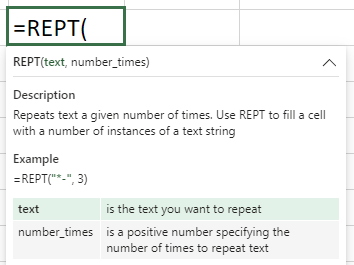 =REPT(
REPT(text, number_times)
Description
Repeats text a given number of times. Use REPT to fill a cell
with a number of instances of a text string
Example
=REPT("*-", 3)
text is the text you want to repeat
number_times is a positive number specifying the
number of times to repeat text